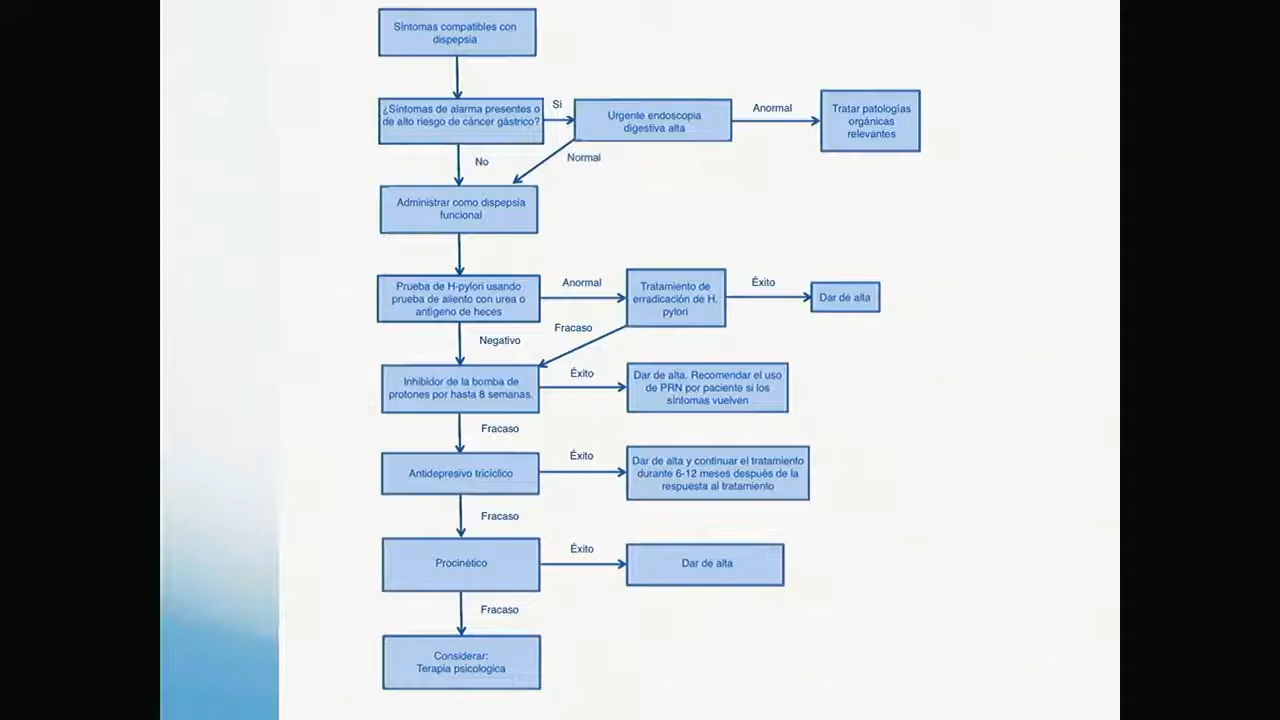 Síntomas compatibles con
dispepsia
¿Síntomas de alarma presentes o
de alto riesgo de cáncer gástrico?
Si
Urgente endoscopia
digestiva alta
Anormal
Tratar patologías
orgánicas
relevantes
No
Normal
Administrar como dispepsia
funcional
Prueba de H-pylori usando
prueba de aliento con urea o
antígeno de heces
Anormal
Tratamiento de
erradicación de H.
pylori
Éxito
Dar de alta
Negativo
Fracaso
Inhibidor de la bomba de
protones por hasta 8 semanas.
Éxito
Dar de alta. Recomendar el uso
de PRN por paciente si los
síntomas vuelven
Fracaso
Antidepresivo tricíclico
Éxito
Dar de alta y continuar el tratamiento
durante 6-12 meses después de la
respuesta al tratamiento
Fracaso
Procinético
Éxito
Dar de alta
Fracaso
Considerar:
Terapia psicologica